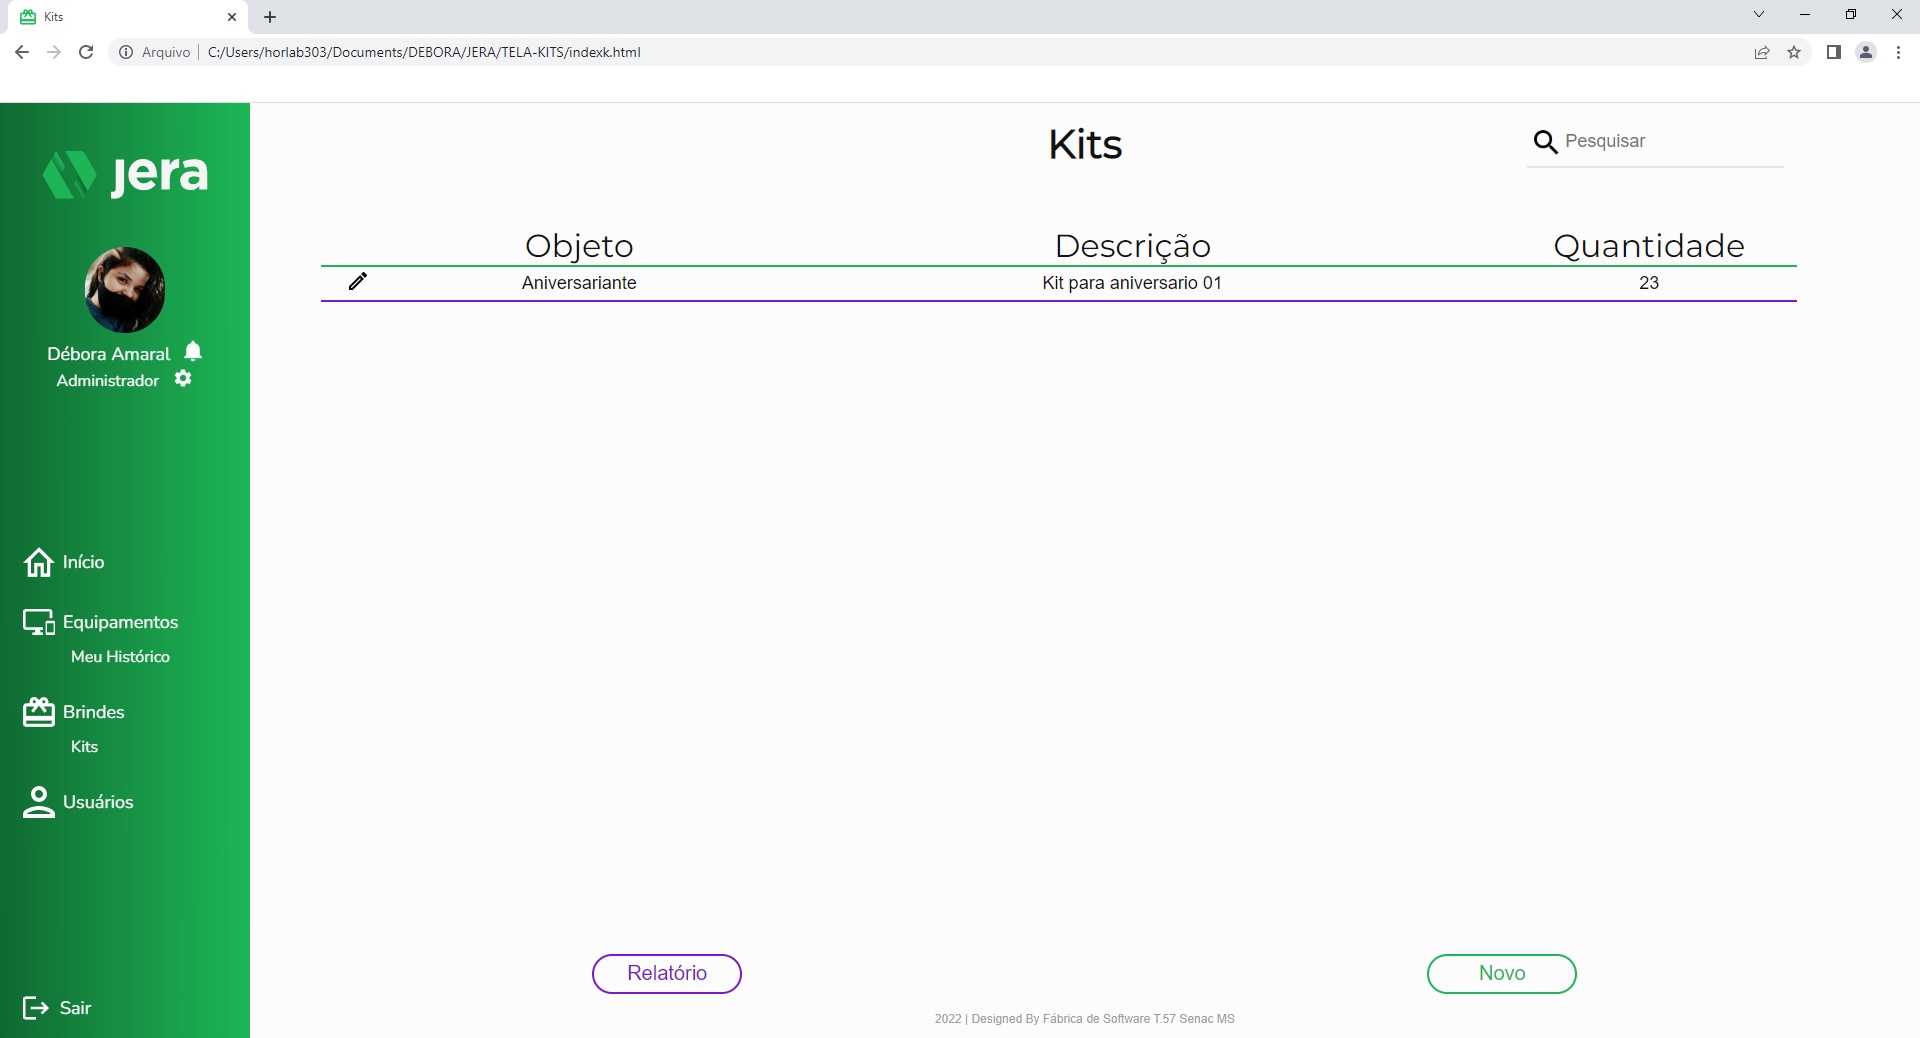 Kits
Arquivo | C:/Users/horlab303/Documents/DEBORA/JERA/TELA-KITS/indexk.html
jera
Débora Amaral
Administrador
Início
Equipamentos
Meu Histórico
Brindes
Kits
Usuários
Sair
Kits
Pesquisar
Objeto Descrição Quantidade
Aniversariante Kit para aniversario 01 23
Relatório Novo
2022 | Designed By Fábrica de Software T.57 Senac MS